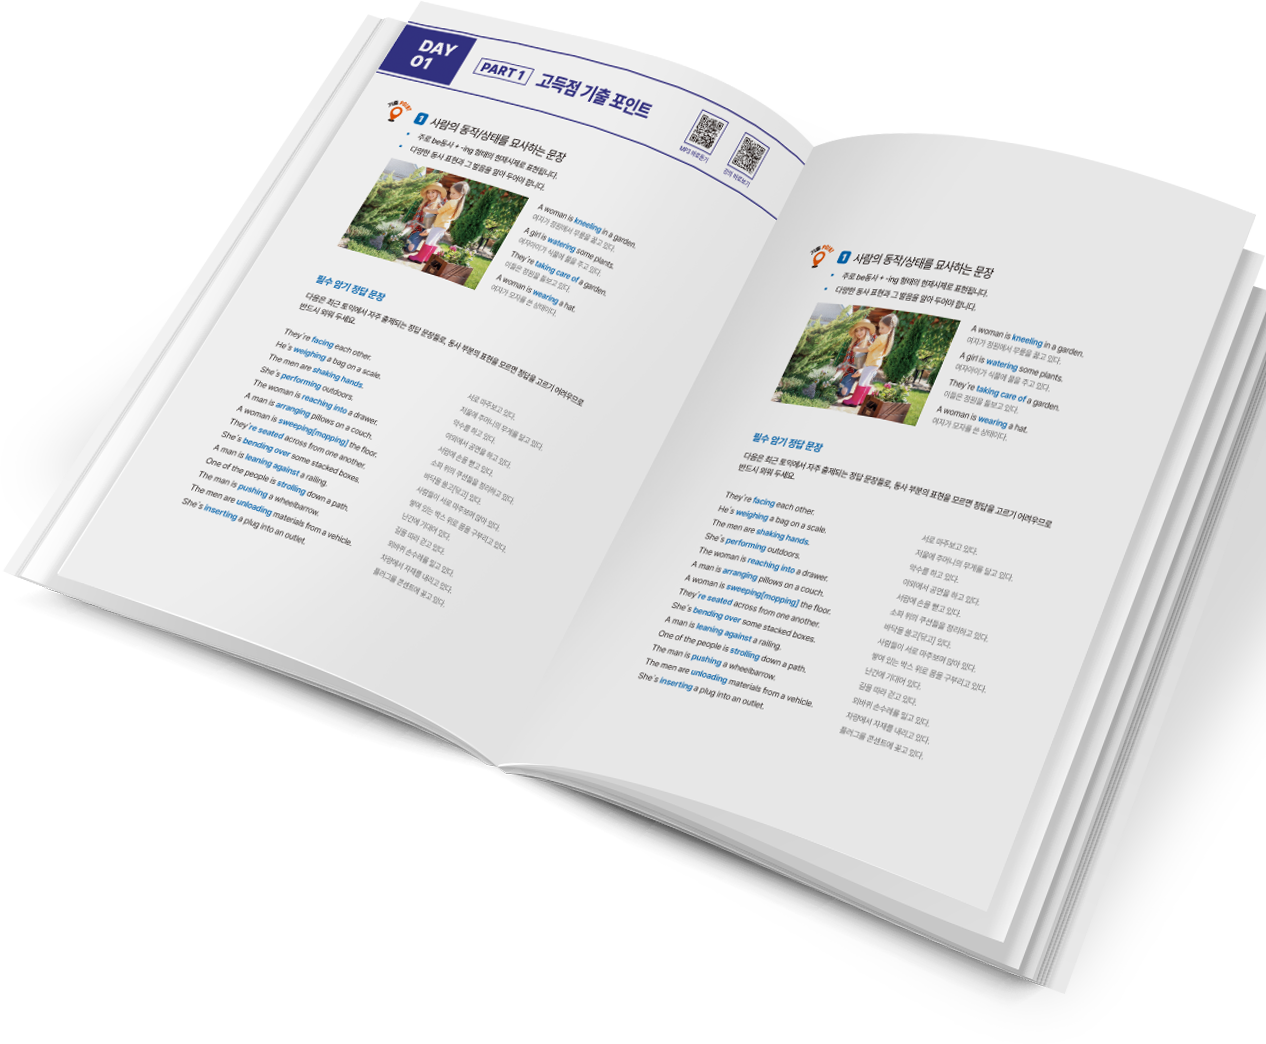 DAY
01
PART 1 고득점 기출 포인트
MP3 바로듣기
강의 바로보기
기출 POINT
1 사람의 동작/상태를 묘사하는 문장
• 주로 be동사 + -ing 형태의 현재시제로 표현됩니다.
• 다양한 동사 표현과 그 발음을 알아 두어야 합니다.
A woman is kneeling in a garden.
여자가 정원에서 무릎을 꿇고 있다.
A girl is watering some plants.
여자아이가 식물에 물을 주고 있다.
They're taking care of a garden.
이들은 정원을 돌보고 있다.
A woman is wearing a hat.
여자가 모자를 쓴 상태이다.
필수 암기 정답 문장
다음은 최근 토익에서 자주 출제되는 정답 문장들로, 동사 부분의 표현을 모르면 정답을 고르기 어려우므로
반드시 외워 두세요.
They're facing each other.
He's weighing a bag on a scale.
The men are shaking hands.
She's performing outdoors.
The woman is reaching into a drawer.
A man is arranging pillows on a couch.
A woman is sweeping[mopping] the floor.
They're seated across from one another.
She's bending over some stacked boxes.
A man is leaning against a railing.
One of the people is strolling down a path.
The man is pushing a wheelbarrow.
The men are unloading materials from a vehicle.
She's inserting a plug into an outlet.
서로 마주보고 있다.
저울에 주머니의 무게를 달고 있다.
악수를 하고 있다.
야외에서 공연을 하고 있다.
서랍에 손을 뻗고 있다.
소파 위의 쿠션들을 정리하고 있다.
바닥을 쓸고[닦고] 있다.
사람들이 서로 마주보며 앉아 있다.
쌓여 있는 박스 위로 몸을 구부리고 있다.
난간에 기대어 있다.
길을 따라 걷고 있다.
외바퀴 손수레를 밀고 있다.
차량에서 자재를 내리고 있다.
플러그를 콘센트에 꽂고 있다.
기출 POINT
1 사람의 동작/상태를 묘사하는 문장
• 주로 be동사 + -ing 형태의 현재시제로 표현됩니다.
• 다양한 동사 표현과 그 발음을 알아 두어야 합니다.
A woman is kneeling in a garden.
여자가 정원에서 무릎을 꿇고 있다.
A girl is watering some plants.
여자아이가 식물에 물을 주고 있다.
They're taking care of a garden.
이들은 정원을 돌보고 있다.
A woman is wearing a hat.
여자가 모자를 쓴 상태이다.
필수 암기 정답 문장
다음은 최근 토익에서 자주 출제되는 정답 문장들로, 동사 부분의 표현을 모르면 정답을 고르기 어려우므로
반드시 외워 두세요.
They're facing each other.
He's weighing a bag on a scale.
The men are shaking hands.
She's performing outdoors.
The woman is reaching into a drawer.
A man is arranging pillows on a couch.
A woman is sweeping[mopping] the floor.
They're seated across from one another.
She's bending over some stacked boxes.
A man is leaning against a railing.
One of the people is strolling down a path.
The man is pushing a wheelbarrow.
The men are unloading materials from a vehicle.
She's inserting a plug into an outlet.
서로 마주보고 있다.
저울에 주머니의 무게를 달고 있다.
악수를 하고 있다.
야외에서 공연을 하고 있다.
서랍에 손을 뻗고 있다.
소파 위의 쿠션들을 정리하고 있다.
바닥을 쓸고[닦고] 있다.
사람들이 서로 마주보며 앉아 있다.
쌓여 있는 박스 위로 몸을 구부리고 있다.
난간에 기대어 있다.
길을 따라 걷고 있다.
외바퀴 손수레를 밀고 있다.
차량에서 자재를 내리고 있다.
플러그를 콘센트에 꽂고 있다.